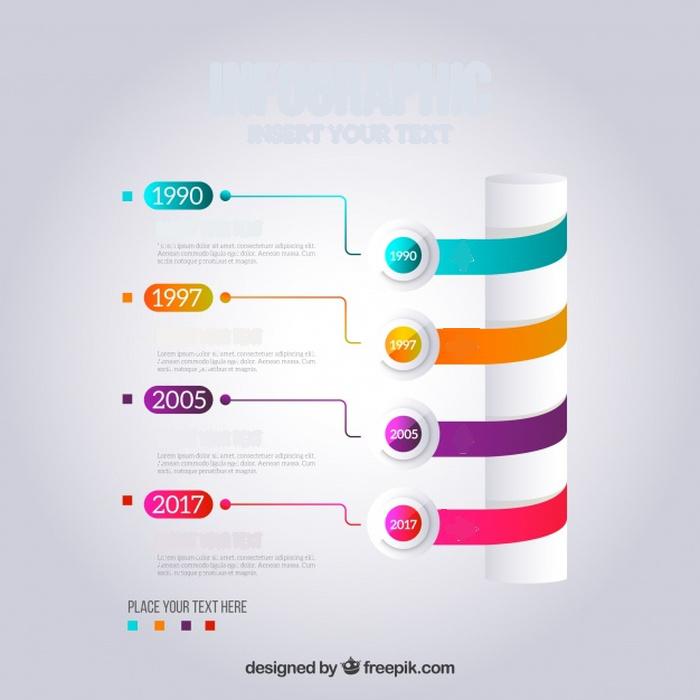 INFOGRAPHIC
INSERT YOUR TEXT
1990
1990
Lorem ipsum dolor sit amet, consectetuer adipiscing elit.
Aenean commodo ligula eget dolor. Aenean massa. Cum
sociis natoque penatibus et magnis.
1997
1997
Lorem ipsum dolor sit amet, consectetuer adipiscing elit.
Aenean commodo ligula eget dolor. Aenean massa. Cum
sociis natoque penatibus et magnis.
2005
2005
Lorem ipsum dolor sit amet, consectetuer adipiscing elit.
Aenean commodo ligula eget dolor. Aenean massa. Cum
sociis natoque penatibus et magnis.
2017
2017
Lorem ipsum dolor sit amet, consectetuer adipiscing elit.
Aenean commodo ligula eget dolor. Aenean massa. Cum
sociis natoque penatibus et magnis.
PLACE YOUR TEXT HERE
designed by freepik.com